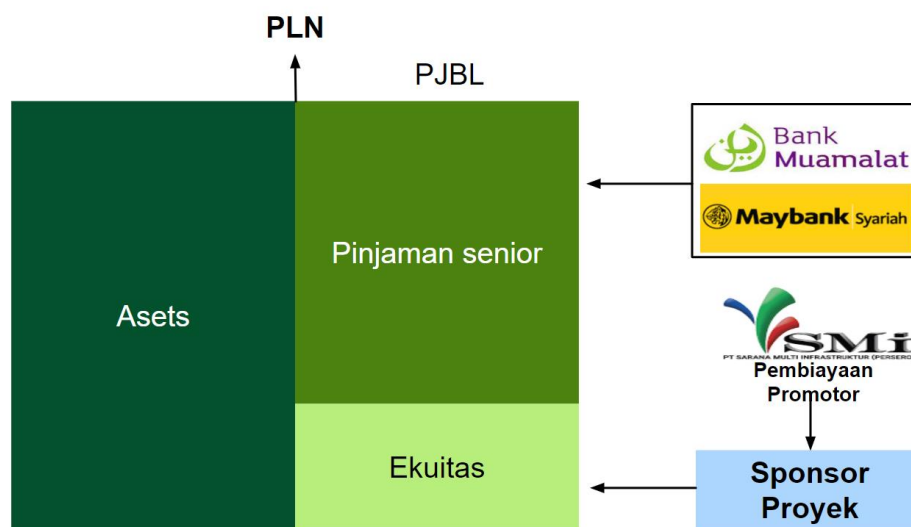 PLN
PJBL
Bank
Muamalat
Maybank Syariah
Pinjaman senior
Asets
SMi
PT SARANA MULTI INFRASTRUKTUR (PERSERO
Pembiayaan
Promotor
Ekuitas
Sponsor
Proyek